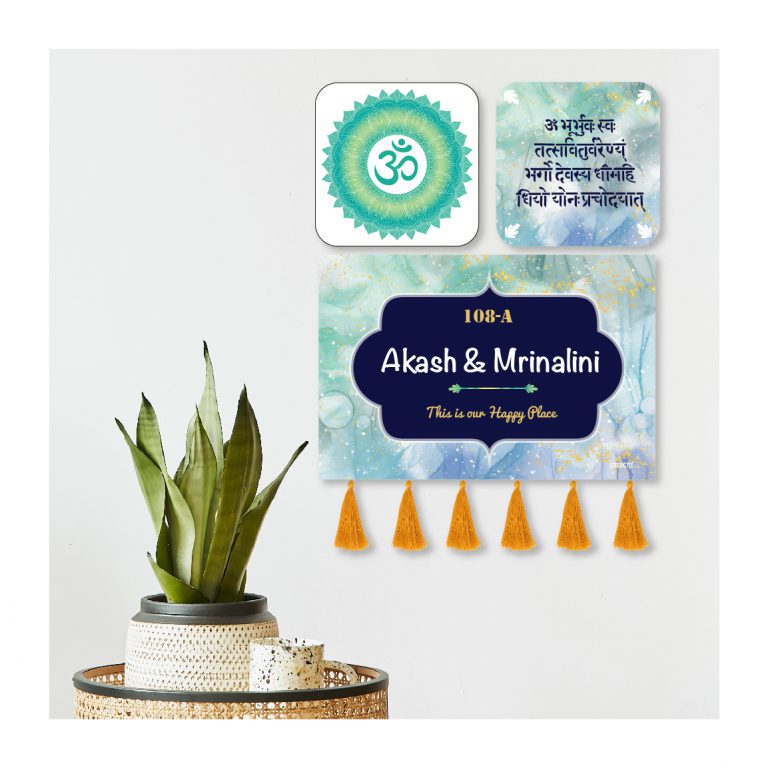 ॐ
ॐ भूर्भुवः स्वः
तत्सवितुर्वरेण्यं
भर्गो देवस्य धीमहि
धियो योनः प्रचोदयात्
108-A
Akash & Mrinalini
This is our Happy Place